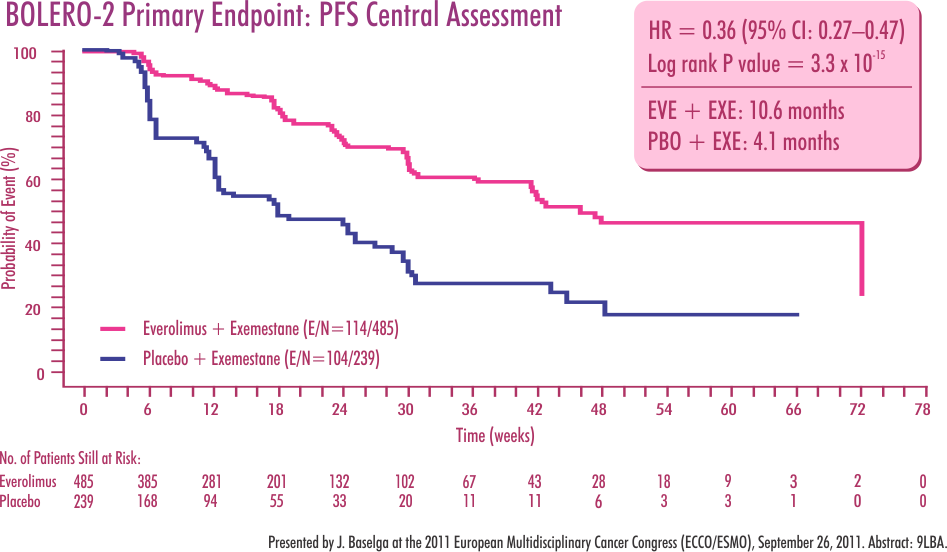 BOLERO-2 Primary Endpoint: PFS Central Assessment
HR = 0.36 (95% CI: 0.27–0.47)
Log rank P value = 3.3 x 10-15
EVE + EXE: 10.6 months
PBO + EXE: 4.1 months
Probability of Event (%)
100
80
60
40
20
0
Everolimus + Exemestane (E/N=114/485)
Placebo + Exemestane (E/N=104/239)
0 6 12 18 24 30 36 42 48 54 60 66 72 78
Time (weeks)
No. of Patients Still at Risk:
Everolimus 485 385 281 201 132 102 67 43 28 18 9 3 2 0
Placebo 239 168 94 55 33 20 11 11 6 3 3 1 0 0
Presented by J. Baselga at the 2011 European Multidisciplinary Cancer Congress (ECCO/ESMO), September 26, 2011. Abstract: 9LBA.